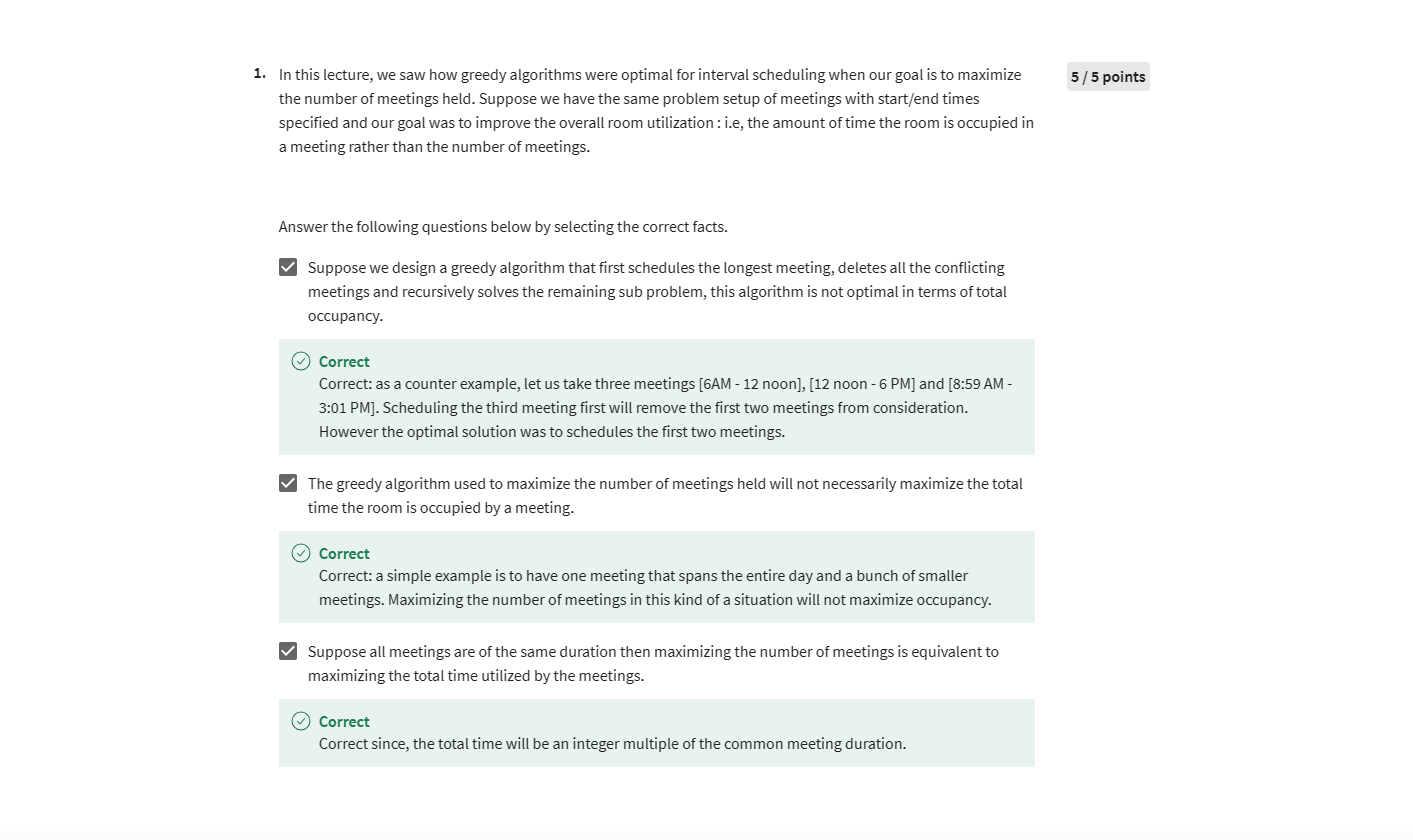 1. In this lecture, we saw how greedy algorithms were optimal for interval scheduling when our goal is to maximize
5 / 5 points
the number of meetings held. Suppose we have the same problem setup of meetings with start/end times
specified and our goal was to improve the overall room utilization : i.e, the amount of time the room is occupied in
a meeting rather than the number of meetings.
Answer the following questions below by selecting the correct facts.
Suppose we design a greedy algorithm that first schedules the longest meeting, deletes all the conflicting
meetings and recursively solves the remaining sub problem, this algorithm is not optimal in terms of total
occupancy.
Correct
Correct: as a counter example, let us take three meetings [6AM - 12 noon], [12 noon - 6 PM] and [8:59 AM -
3:01 PM]. Scheduling the third meeting first will remove the first two meetings from consideration.
However the optimal solution was to schedules the first two meetings.
The greedy algorithm used to maximize the number of meetings held will not necessarily maximize the total
time the room is occupied by a meeting.
Correct
Correct: a simple example is to have one meeting that spans the entire day and a bunch of smaller
meetings. Maximizing the number of meetings in this kind of a situation will not maximize occupancy.
Suppose all meetings are of the same duration then maximizing the number of meetings is equivalent to
maximizing the total time utilized by the meetings.
Correct
Correct since, the total time will be an integer multiple of the common meeting duration.